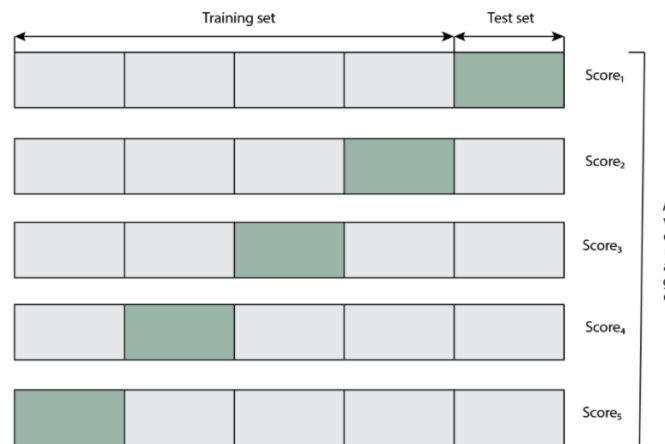 Training set
Test set
Score₁
Score₂
Score₃
Score₄
Score₅